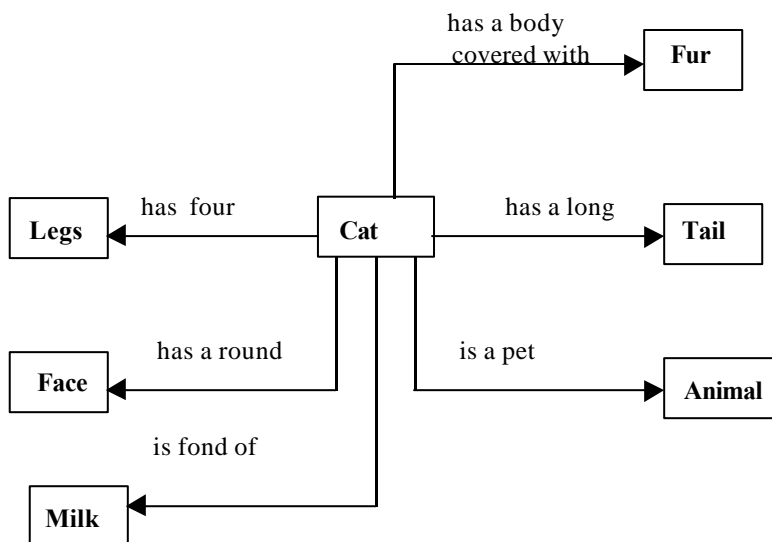 has a body
covered with
Fur
has four
has a long
Legs
Cat
Tail
has a round
is a pet
Face
Animal
is fond of
Milk